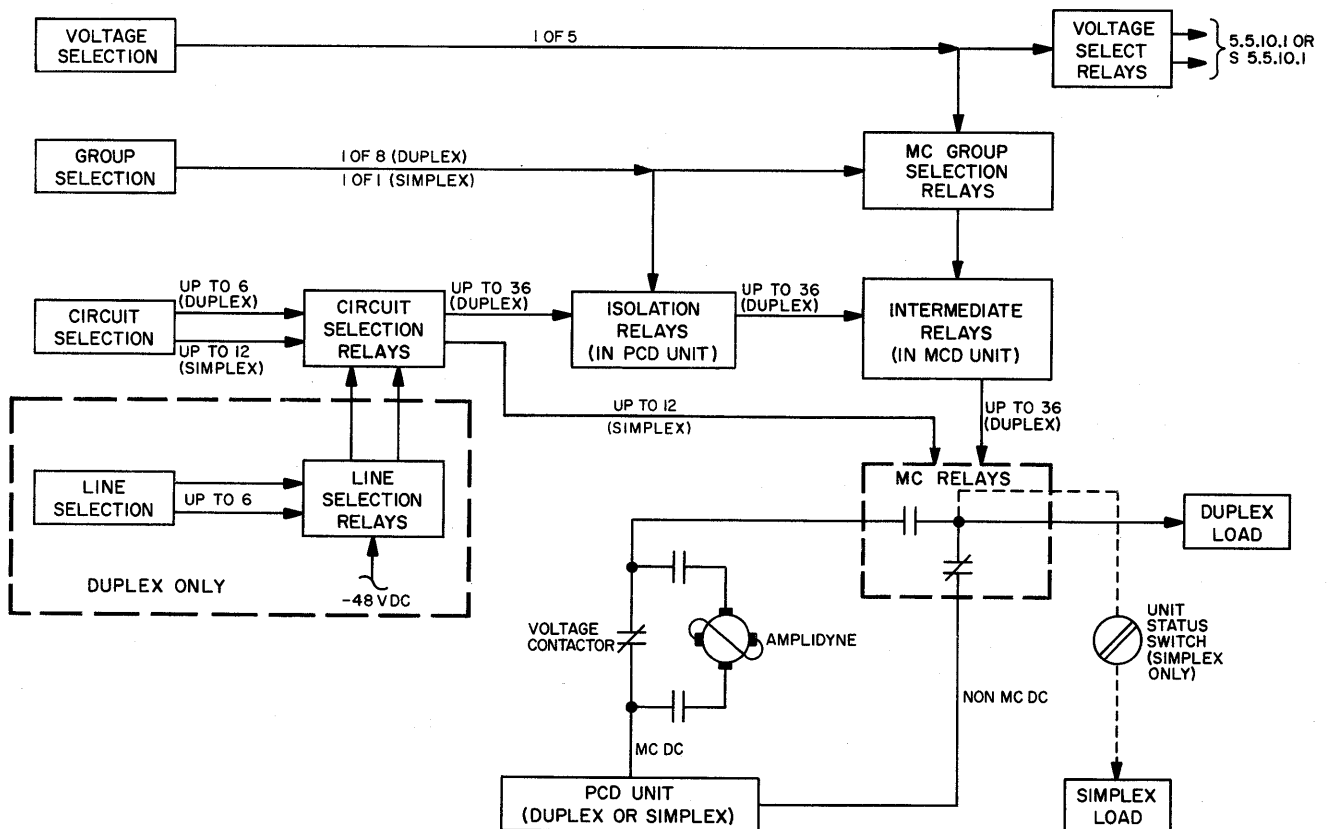 VOLTAGE
SELECTION
1 OF 5
VOLTAGE
SELECT
RELAYS
5.5.10.1 OR
S 5.5.10.1
GROUP
SELECTION
1 OF 8 (DUPLEX)
1 OF 1 (SIMPLEX)
MC GROUP
SELECTION
RELAYS
CIRCUIT
SELECTION
UP TO 6
(DUPLEX)
UP TO 12
(SIMPLEX)
CIRCUIT
SELECTION
RELAYS
UP TO 36
(DUPLEX)
ISOLATION
RELAYS
(IN PCD UNIT)
UP TO 36
(DUPLEX)
INTERMEDIATE
RELAYS
(IN MCD UNIT)
UP TO 12
(SIMPLEX)
UP TO 36
(DUPLEX)
LINE
SELECTION
UP TO 6
LINE
SELECTION
RELAYS
DUPLEX ONLY
-48 VDC
MC RELAYS
DUPLEX
LOAD
VOLTAGE
CONTACTOR
AMPLIDYNE
UNIT
STATUS
SWITCH
(SIMPLEX
ONLY)
NON MC DC
MC DC
PCD UNIT
(DUPLEX OR SIMPLEX)
SIMPLEX
LOAD